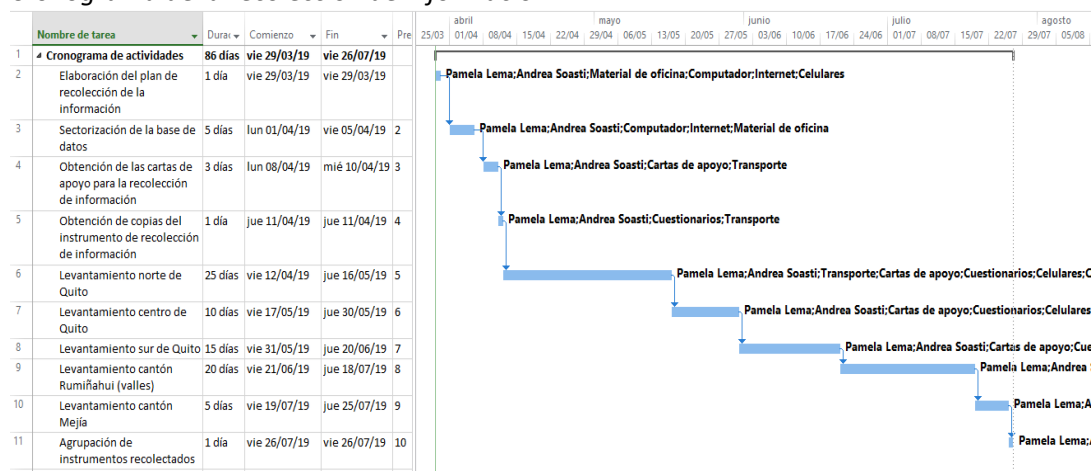 abril mayo junio julio agosto
Nombre de tarea Durac Comienzo Fin Pre 25/03 01/04 08/04 15/04 22/04 29/04 06/05 13/05 20/05 27/05 03/06 10/06 17/06 24/06 01/07 08/07 15/07 22/07 29/07 05/08
1 Cronograma de actividades 86 días vie 29/03/19 vie 26/07/19
2 Elaboración del plan de 1 día vie 29/03/19 vie 29/03/19 Pamela Lema;Andrea Soasti;Material de oficina;Computador;Internet;Celulares
recolección de la
información
3 Sectorización de la base de 5 días lun 01/04/19 vie 05/04/19 2 Pamela Lema;Andrea Soasti;Computador;Internet;Material de oficina
datos
4 Obtención de las cartas de 3 días lun 08/04/19 mié 10/04/19 3 Pamela Lema;Andrea Soasti;Cartas de apoyo;Transporte
apoyo para la recolección
de información
5 Obtención de copias del 1 día jue 11/04/19 jue 11/04/19 4 Pamela Lema;Andrea Soasti;Cuestionarios;Transporte
instrumento de recolección
de información
6 Levantamiento norte de 25 días vie 12/04/19 jue 16/05/19 5 Pamela Lema;Andrea Soasti;Transporte;Cartas de apoyo;Cuestionarios;Celulares;C
Quito
7 Levantamiento centro de 10 días vie 17/05/19 jue 30/05/19 6 Pamela Lema;Andrea Soasti;Cartas de apoyo;Cuestionarios;Celulares
Quito
8 Levantamiento sur de Quito 15 días vie 31/05/19 jue 20/06/19 7 Pamela Lema;Andrea Soasti;Cartas de apoyo;Cue
9 Levantamiento cantón 20 días vie 21/06/19 jue 18/07/19 8 Pamela Lema;Andrea
Rumiñahui (valles)
10 Levantamiento cantón 5 días vie 19/07/19 jue 25/07/19 9 Pamela Lema;A
Mejía
11 Agrupación de 1 día vie 26/07/19 vie 26/07/19 10 Pamela Lema;
instrumentos recolectados